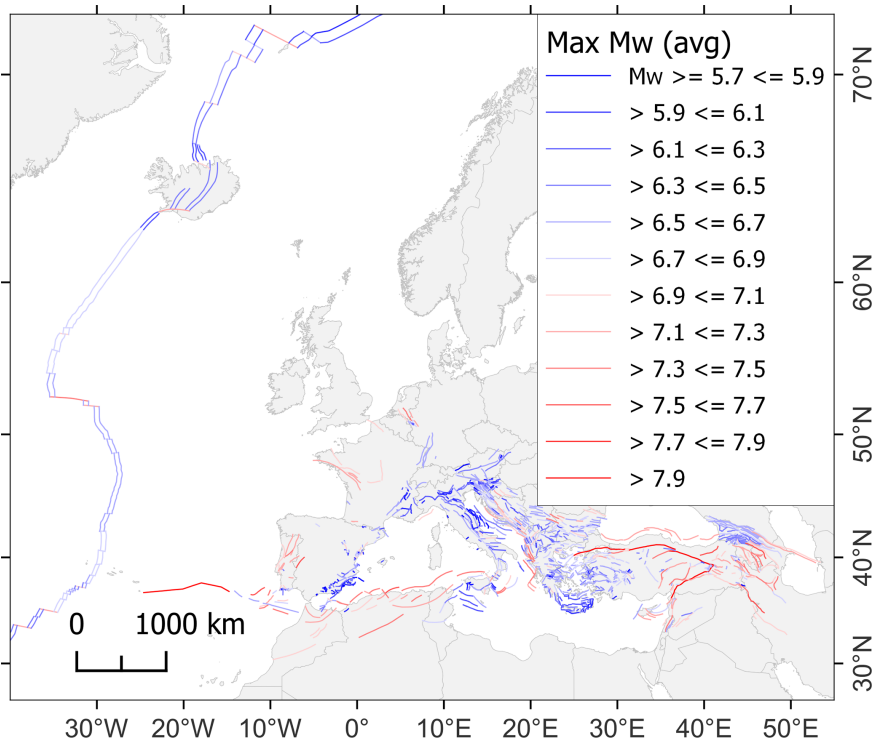 Max Mw (avg)
Mw >= 5.7 <= 5.9
> 5.9 <= 6.1
> 6.1 <= 6.3
> 6.3 <= 6.5
> 6.5 <= 6.7
> 6.7 <= 6.9
> 6.9 <= 7.1
> 7.1 <= 7.3
> 7.3 <= 7.5
> 7.5 <= 7.7
> 7.7 <= 7.9
> 7.9
70°N
60°N
50°N
40°N
30°N
0 1000 km
30°W 20°W 10°W 0° 10°E 20°E 30°E 40°E 50°E